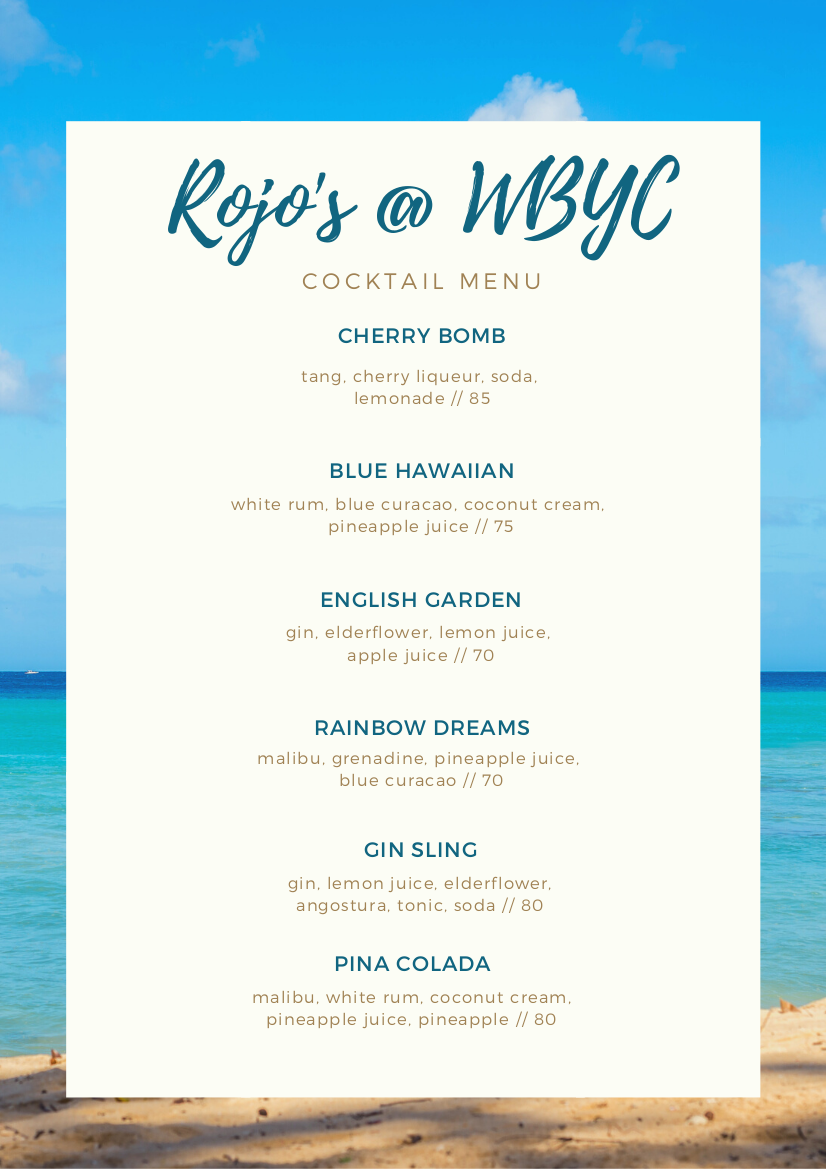 Rojo's @ WBYC
COCKTAIL MENU
CHERRY BOMB
tang, cherry liqueur, soda,
lemonade // 85
BLUE HAWAIIAN
white rum, blue curacao, coconut cream,
pineapple juice // 75
ENGLISH GARDEN
gin, elderflower, lemon juice,
apple juice // 70
RAINBOW DREAMS
malibu, grenadine, pineapple juice,
blue curacao // 70
GIN SLING
gin, lemon juice, elderflower,
angostura, tonic, soda // 80
PINA COLADA
malibu, white rum, coconut cream,
pineapple juice, pineapple // 80